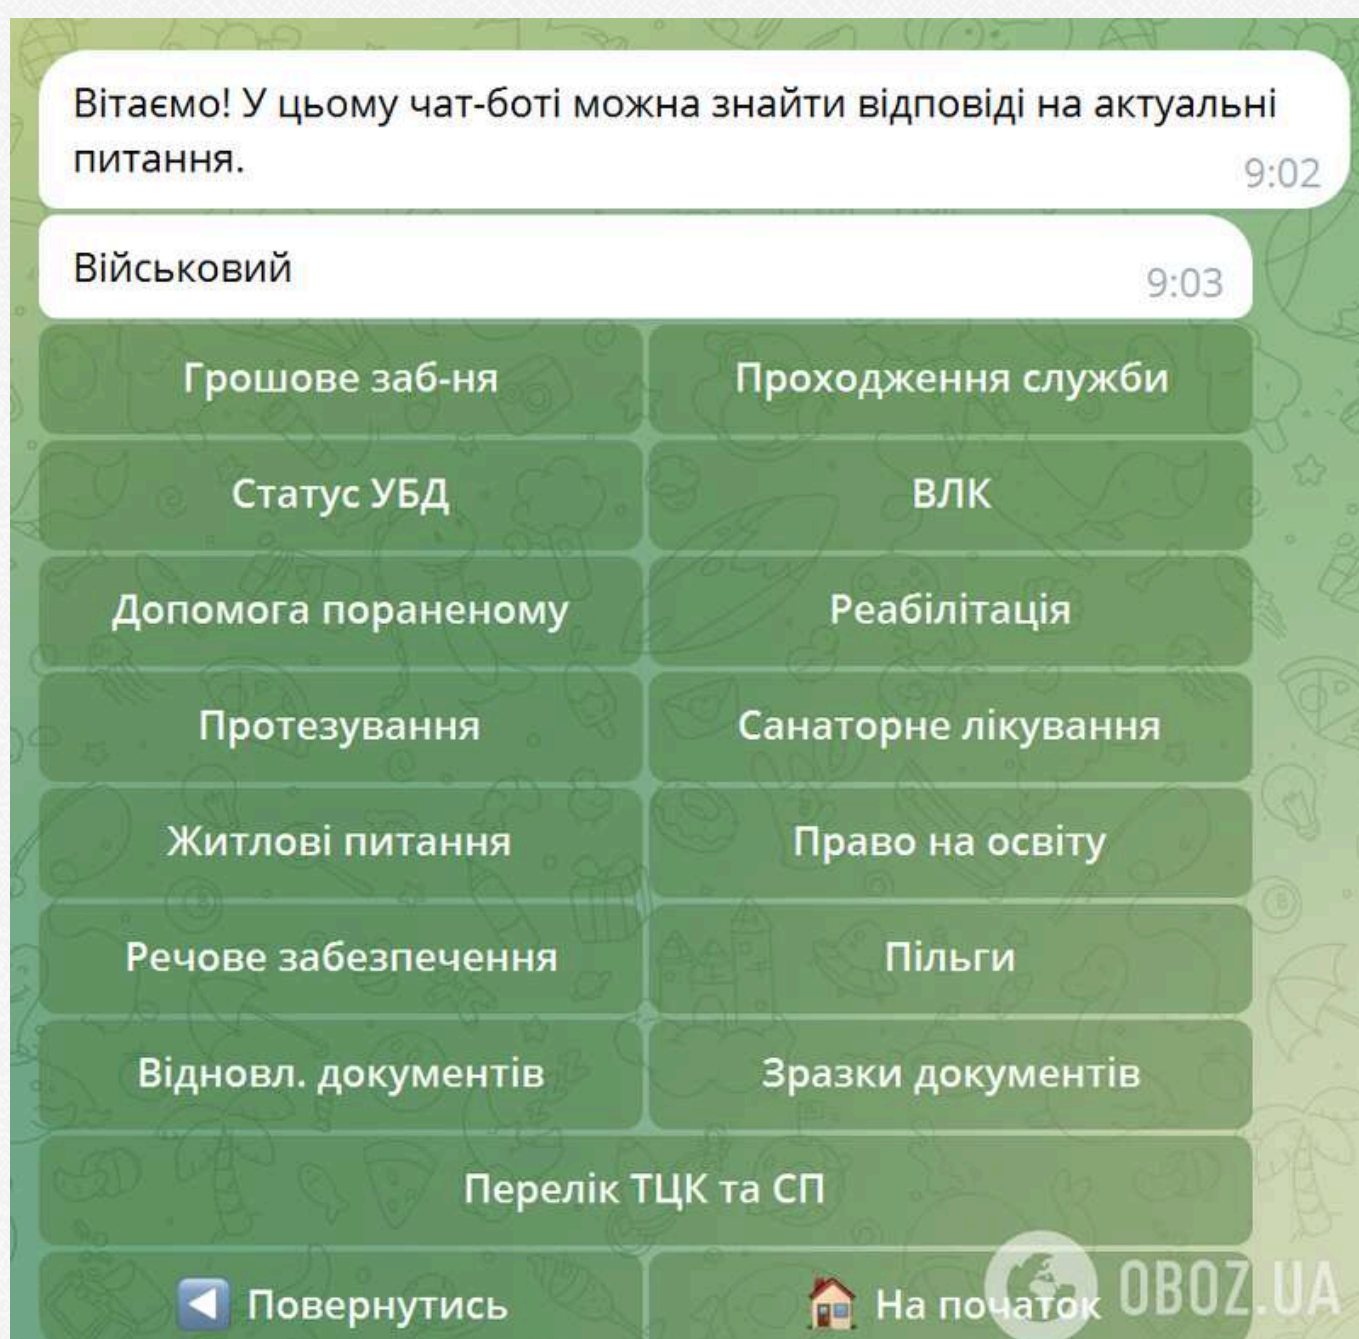 Вітаємо! У цьому чат-боті можна знайти відповіді на актуальні
питання.
9:02
Військовий
9:03
Грошове заб-ня
Проходження служби
Статус УБД
ВЛК
Допомога пораненому
Реабілітація
Протезування
Санаторне лікування
Житлові питання
Право на освіту
Речове забезпечення
Пільги
Відновл. документів
Зразки документів
Перелік ТЦК та СП
Повернутись
На початок
OBOZ.UA